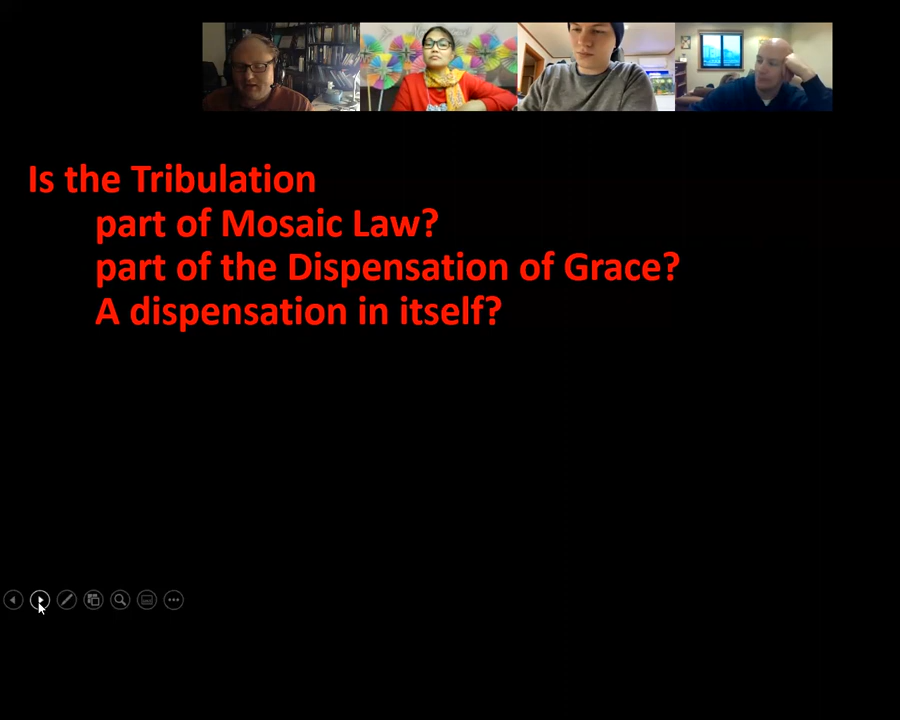 Is the Tribulation
part of Mosaic Law?
part of the Dispensation of Grace?
A dispensation in itself?